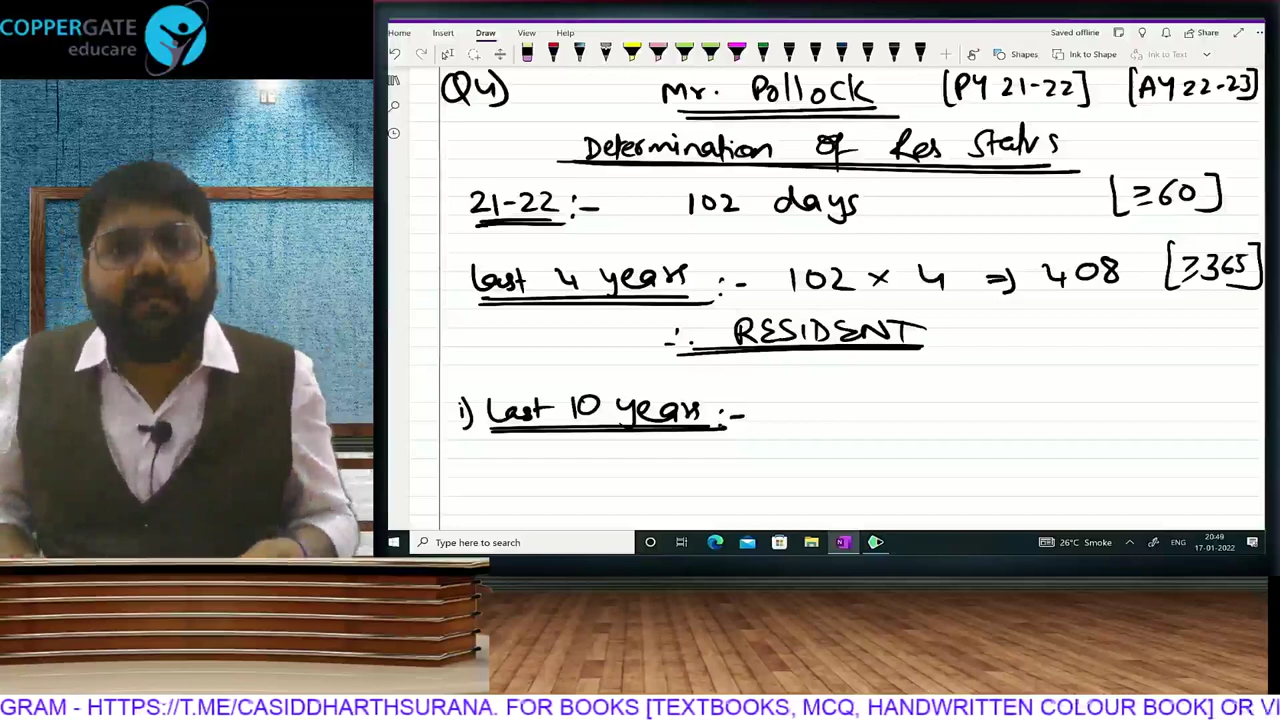 COPPERGATE
educare
Home Insert Draw View Help
Saved offline
Share
Shapes
Ink to Shape
Ink to Text
Q4) Mr. Pollock [PY 21-22] [AY 22-23]
Determination of Res Status
21-22 :- 102 days [≥60]
last 4 years :- 102 × 4 ⇒ 408 [≥365]
∴ RESIDENT
i) Last 10 years :-
Type here to search
26°C Smoke
ENG
20:49
17-01-2022
GRAM - HTTPS://T.ME/CASIDDHARTHSURANA. FOR BOOKS [TEXTBOOKS, MCQ, HANDWRITTEN COLOUR BOOK] OR VI